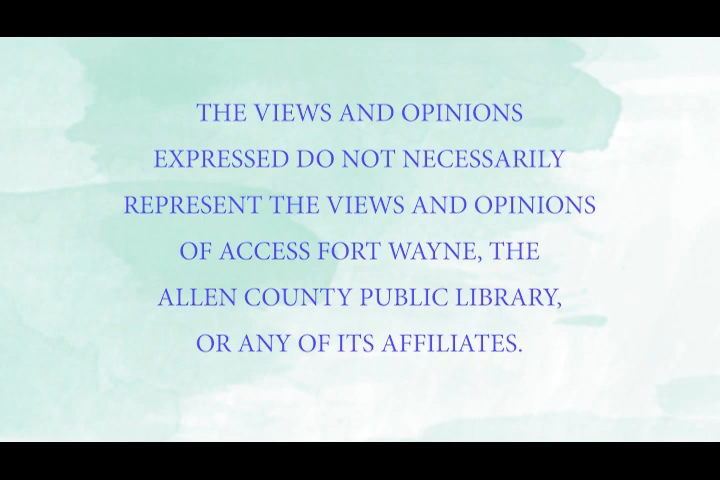 THE VIEWS AND OPINIONS
EXPRESSED DO NOT NECESSARILY
REPRESENT THE VIEWS AND OPINIONS
OF ACCESS FORT WAYNE, THE
ALLEN COUNTY PUBLIC LIBRARY,
OR ANY OF ITS AFFILIATES.